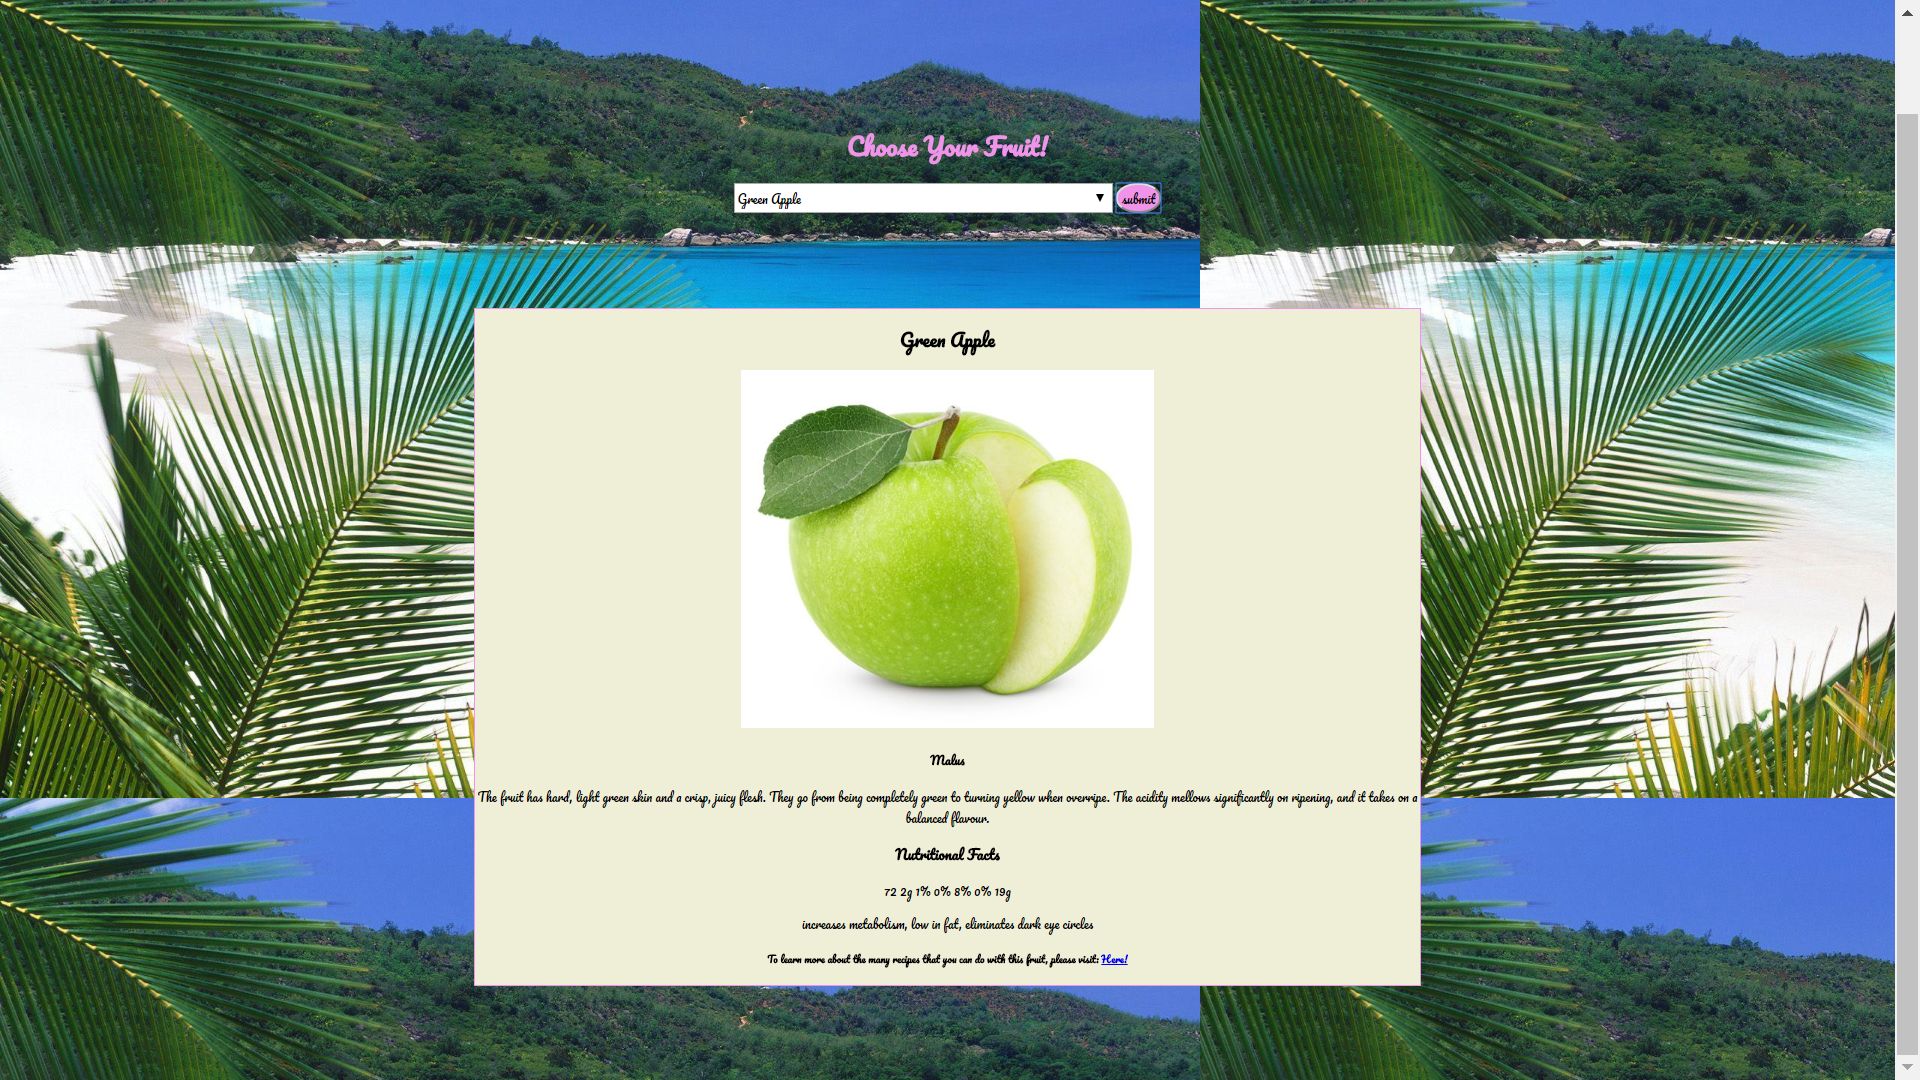 Choose Your Fruit!
Green Apple
submit
Green Apple
Malus
The fruit has hard, light green skin and a crisp, juicy flesh. They go from being completely green to turning yellow when overripe. The acidity mellows significantly on ripening, and it takes on a
balanced flavour.
Nutritional Facts
72 2g 1% 0% 8% 0% 19g
increases metabolism, low in fat, eliminates dark eye circles
To learn more about the many recipes that you can do with this fruit, please visit: Here!